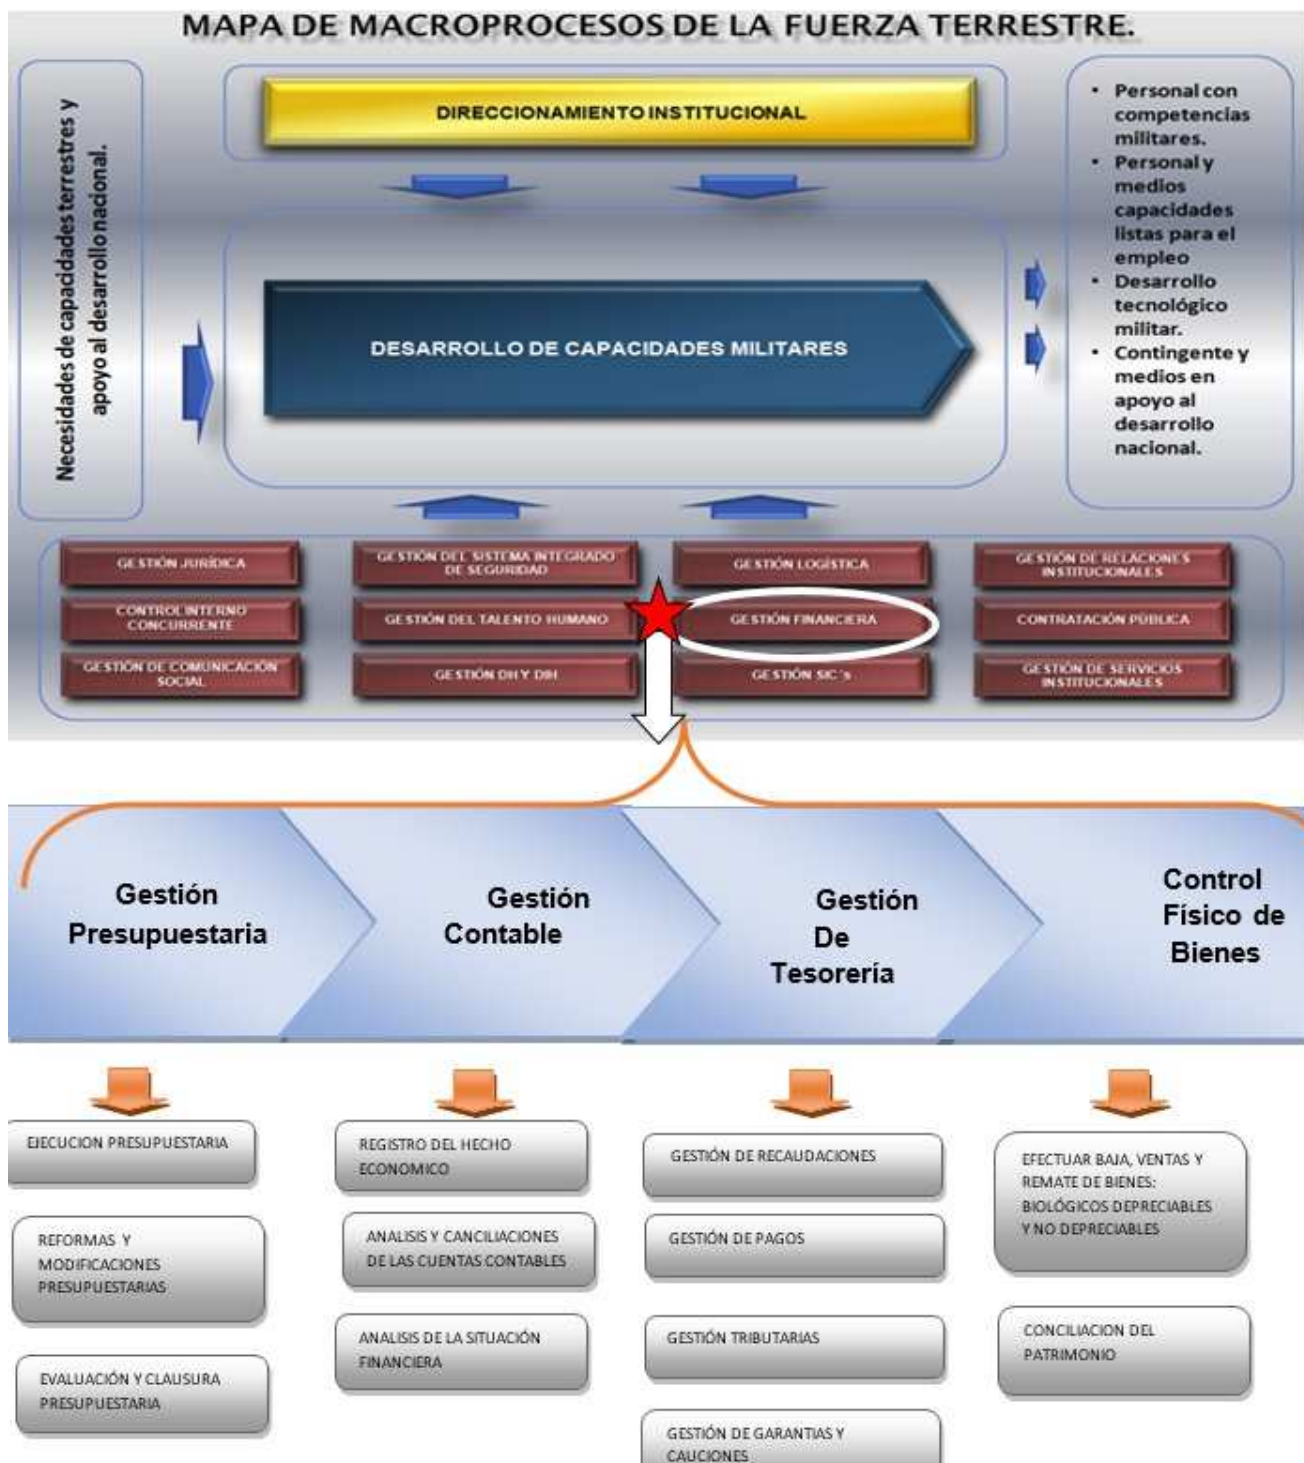 MAPA DE MACROPROCESOS DE LA FUERZA TERRESTRE.
Necesidades de capacidades terrestres y
apoyo al desarrollo nacional.
DIRECCIONAMIENTO INSTITUCIONAL
DESARROLLO DE CAPACIDADES MILITARES
• Personal con
competencias
militares.
• Personal y
medios
capacidades
listas para el
empleo
• Desarrollo
tecnológico
militar.
• Contingente y
medios en
apoyo al
desarrollo
nacional.
GESTIÓN JURÍDICA
GESTIÓN DEL SISTEMA INTEGRADO
DE SEGURIDAD
GESTIÓN LOGÍSTICA
GESTIÓN DE RELACIONES
INSTITUCIONALES
CONTROL INTERNO
CONCURRENTE
GESTIÓN DEL TALENTO HUMANO
GESTIÓN FINANCIERA
CONTRATACIÓN PÚBLICA
GESTIÓN DE COMUNICACIÓN
SOCIAL
GESTIÓN DH Y DIH
GESTIÓN SIC´s
GESTIÓN DE SERVICIOS
INSTITUCIONALES
Gestión
Presupuestaria
Gestión
Contable
Gestión
De
Tesorería
Control
Físico de
Bienes
EJECUCION PRESUPUESTARIA
REFORMAS Y
MODIFICACIONES
PRESUPUESTARIAS
EVALUACIÓN Y CLAUSURA
PRESUPUESTARIA
REGISTRO DEL HECHO
ECONOMICO
ANALISIS Y CANCILIACIONES
DE LAS CUENTAS CONTABLES
ANALISIS DE LA SITUACIÓN
FINANCIERA
GESTIÓN DE RECAUDACIONES
GESTIÓN DE PAGOS
GESTIÓN TRIBUTARIAS
GESTIÓN DE GARANTIAS Y
CAUCIONES
EFECTUAR BAJA, VENTAS Y
REMATE DE BIENES:
BIOLÓGICOS DEPRECIABLES
Y NO DEPRECIABLES
CONCILIACION DEL
PATRIMONIO